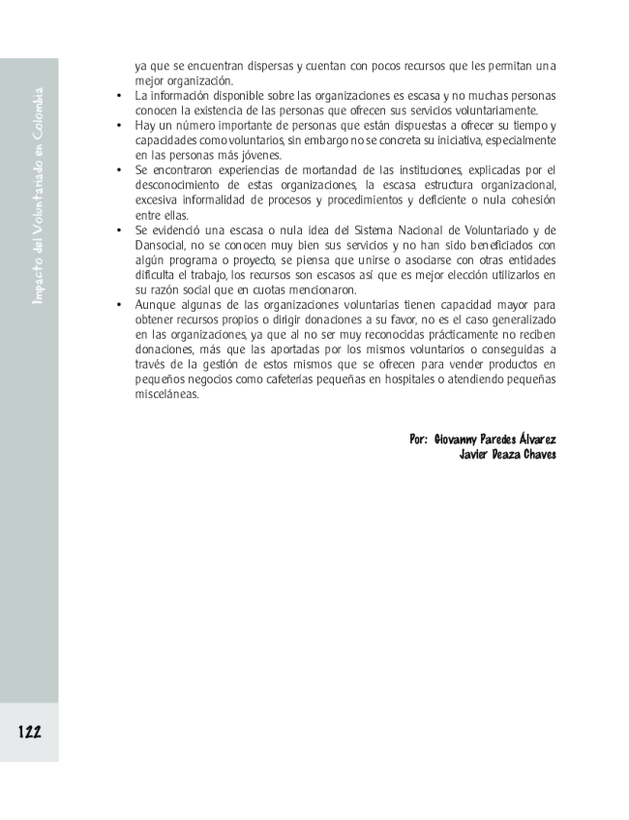 ya que se encuentran dispersas y cuentan con pocos recursos que les permitan una
mejor organización.
• La información disponible sobre las organizaciones es escasa y no muchas personas
conocen la existencia de las personas que ofrecen sus servicios voluntariamente.
• Hay un número importante de personas que están dispuestas a ofrecer su tiempo y
capacidades como voluntarios, sin embargo no se concreta su iniciativa, especialmente
en las personas más jóvenes.
• Se encontraron experiencias de mortandad de las instituciones, explicadas por el
desconocimiento de estas organizaciones, la escasa estructura organizacional,
excesiva informalidad de procesos y procedimientos y deficiente o nula cohesión
entre ellas.
• Se evidenció una escasa o nula idea del Sistema Nacional de Voluntariado y de
Dansocial, no se conocen muy bien sus servicios y no han sido beneficiados con
algún programa o proyecto, se piensa que unirse o asociarse con otras entidades
dificulta el trabajo, los recursos son escasos así que es mejor elección utilizarlos en
su razón social que en cuotas mencionaron.
• Aunque algunas de las organizaciones voluntarias tienen capacidad mayor para
obtener recursos propios o dirigir donaciones a su favor, no es el caso generalizado
en las organizaciones, ya que al no ser muy reconocidas prácticamente no reciben
donaciones, más que las aportadas por los mismos voluntarios o conseguidas a
través de la gestión de estos mismos que se ofrecen para vender productos en
pequeños negocios como cafeterías pequeñas en hospitales o atendiendo pequeñas
misceláneas.
Por: Giovanny Paredes Álvarez
Javier Deaza Chaves
Impacto del Voluntariado en Colombia
122